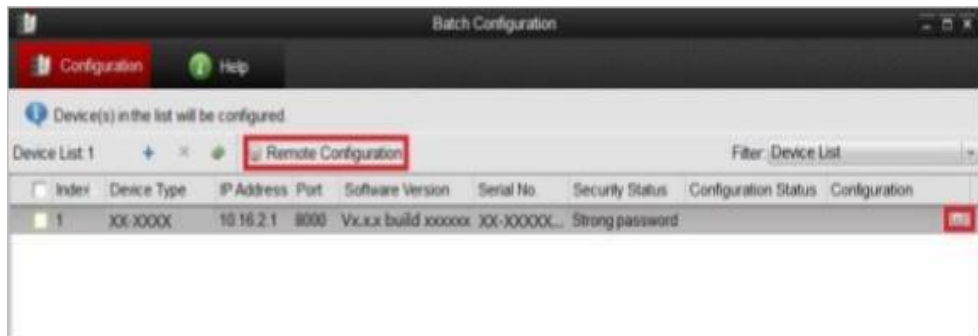 Batch Configuration
Configuration Help
Device(s) in the list will be configured.
Device List: 1 Remote Configuration Filter: Device List
Index Device Type IP Address Port Software Version Serial No. Security Status Configuration Status Configuration
1 XX-XXXX 10.16.2.1 8000 Vx.x.x build xxxxxx XX-XXXXX... Strong password